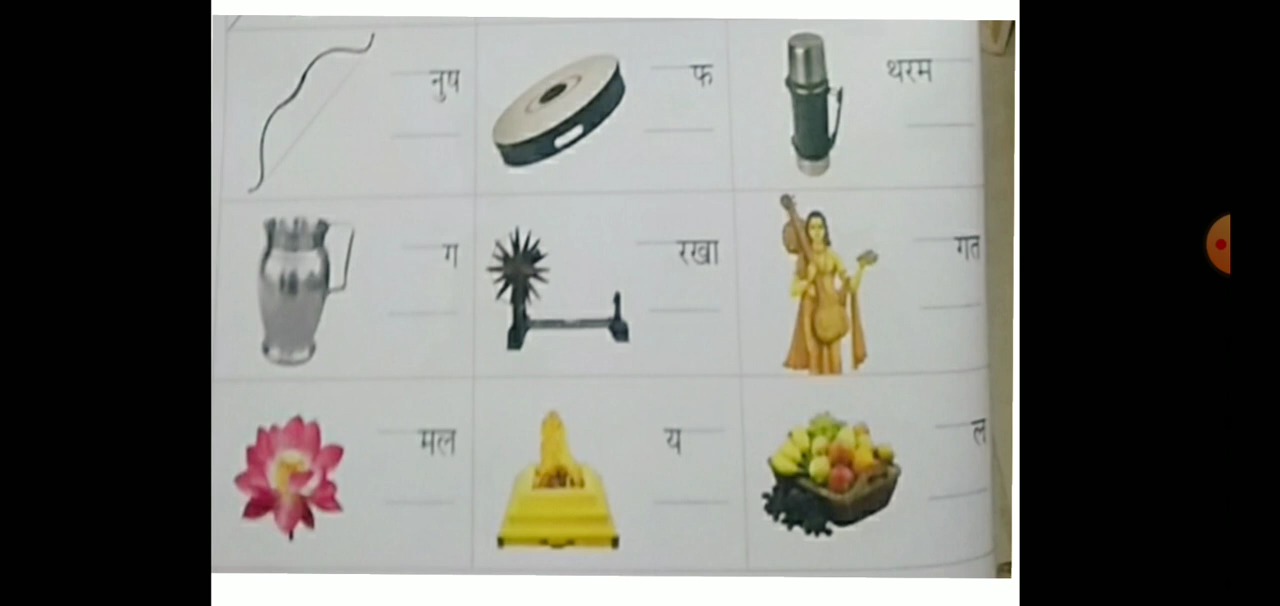 नुष
फ
थरम
ग
रखा
गत
मल
य
ल